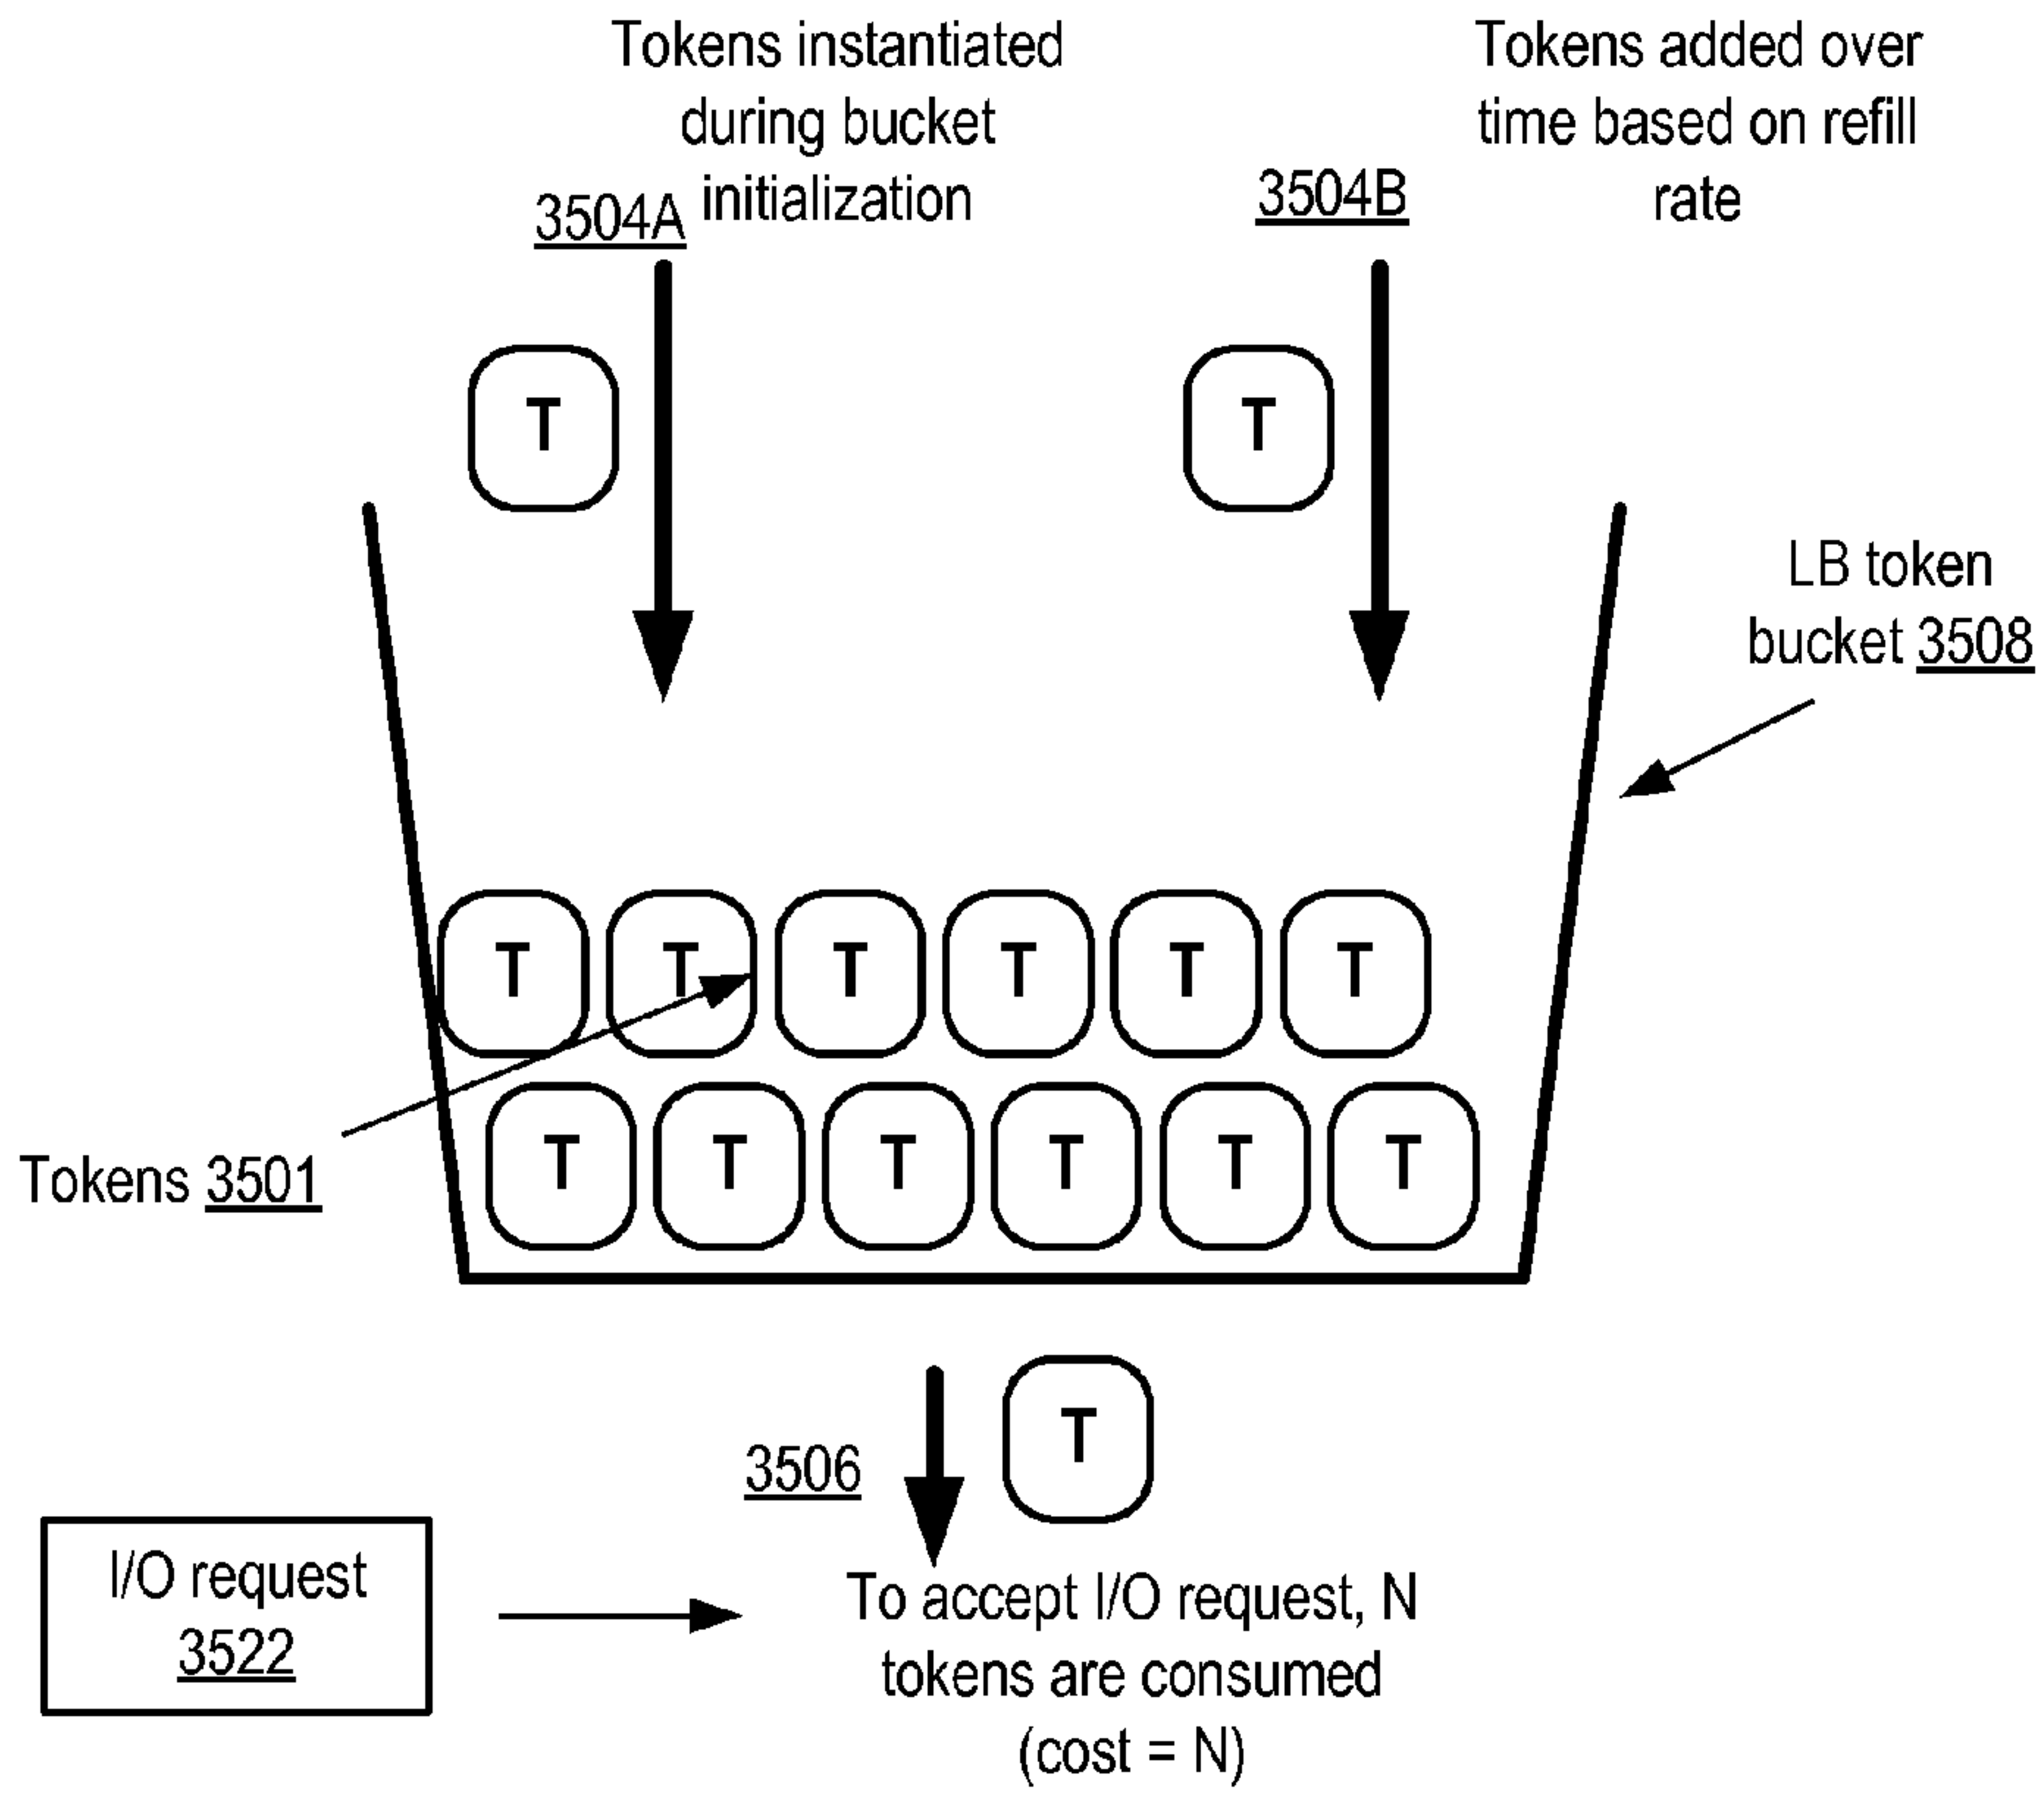 Tokens instantiated
during bucket
initialization
3504A
Tokens added over
time based on refill
rate
3504B
T
T
LB token
bucket 3508
T T T T T T
T T T T T T
Tokens 3501
T
3506
I/O request
3522
To accept I/O request, N
tokens are consumed
(cost = N)